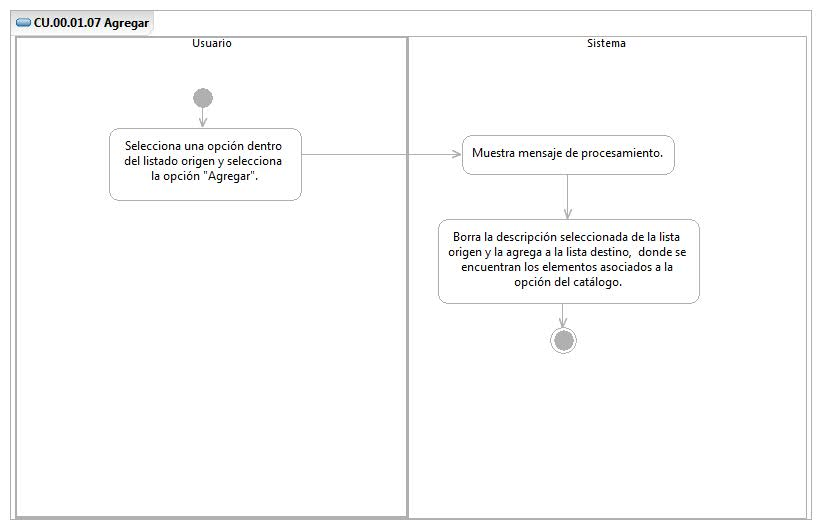 CU.00.01.07 Agregar
Usuario
Sistema
Selecciona una opción dentro
del listado origen y selecciona
la opción "Agregar".
Muestra mensaje de procesamiento.
Borra la descripción seleccionada de la lista
origen y la agrega a la lista destino, donde se
encuentran los elementos asociados a la
opción del catálogo.